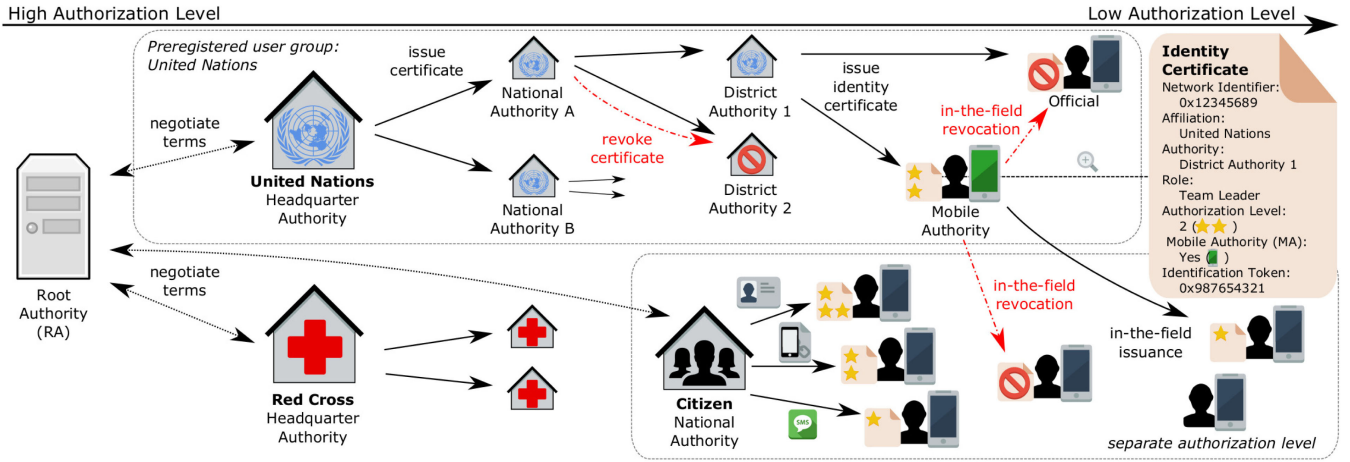 High Authorization Level
Low Authorization Level
Preregistered user group:
United Nations
issue
certificate
National
Authority A
District
Authority 1
issue
identity
certificate
Official
in-the-field
revocation
negotiate
terms
revoke
certificate
United Nations
Headquarter
Authority
National
Authority B
District
Authority 2
Mobile
Authority
Identity
Certificate
Network Identifier:
0x12345689
Affiliation:
United Nations
Authority:
District Authority 1
Role:
Team Leader
Authorization Level:
2 ( )
Mobile Authority (MA):
Yes ( )
Identification Token:
0x987654321
Root
Authority
(RA)
negotiate
terms
Red Cross
Headquarter
Authority
Citizen
National
Authority
SMS
in-the-field
revocation
in-the-field
issuance
separate authorization level